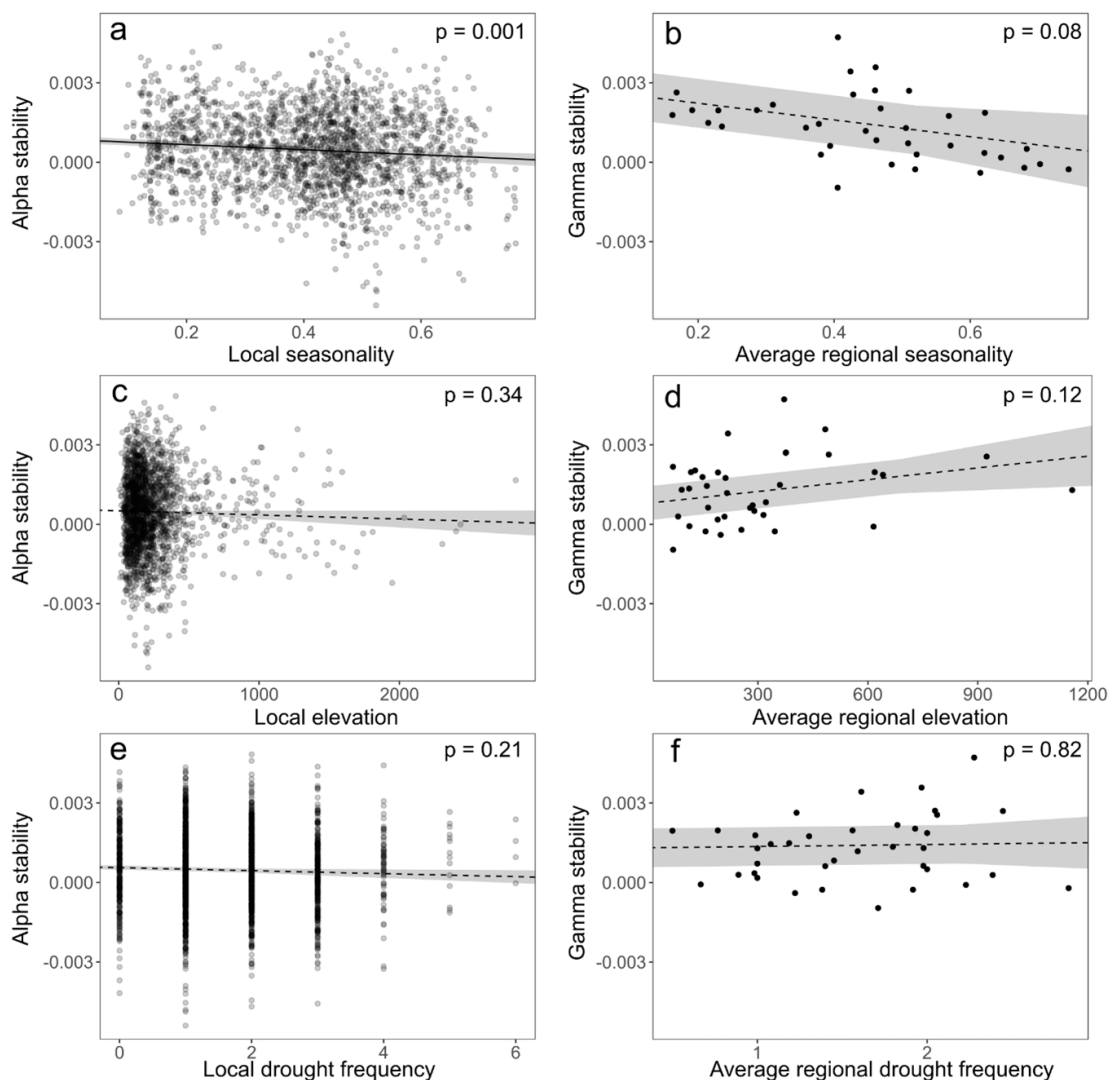 a
p = 0.001
Alpha stability
0.003
0.000
-0.003
0.2
0.4
0.6
Local seasonality
b
p = 0.08
Gamma stability
0.003
0.000
-0.003
0.2
0.4
0.6
Average regional seasonality
c
p = 0.34
Alpha stability
0.003
0.000
-0.003
0
1000
2000
Local elevation
d
p = 0.12
Gamma stability
0.003
0.000
-0.003
300
600
900
1200
Average regional elevation
e
p = 0.21
Alpha stability
0.003
0.000
-0.003
0
2
4
6
Local drought frequency
f
p = 0.82
Gamma stability
0.003
0.000
-0.003
1
2
Average regional drought frequency